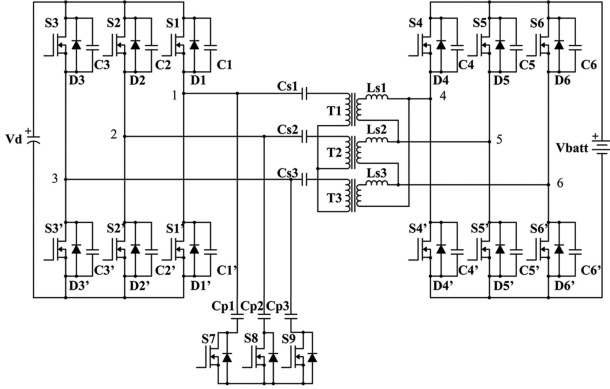 S3 S2 S1
D3 C3 D2 C2 D1 C1
S4 S5 S6
D4 C4 D5 C5 D6 C6
1 Cs1 Ls1 4
T1
Vd + 2 Cs2 Ls2 5 + Vbatt
T2
3 Cs3 Ls3 6
T3
S3' S2' S1'
D3' C3' D2' C2' D1' C1'
S4' S5' S6'
D4' C4' D5' C5' D6' C6'
Cp1 Cp2 Cp3
S7 S8 S9